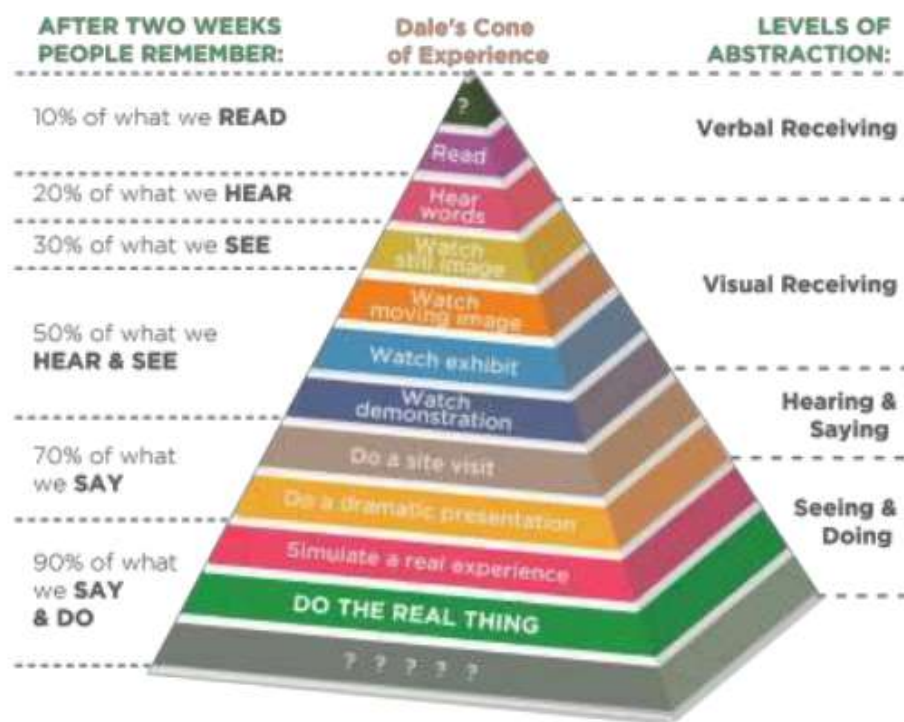 AFTER TWO WEEKS
PEOPLE REMEMBER:
10% of what we READ
20% of what we HEAR
30% of what we SEE
50% of what we
HEAR & SEE
70% of what
we SAY
90% of what
we SAY
& DO
Dale's Cone
of Experience
?
Read
Hear
words
Watch
still image
Watch
moving image
Watch exhibit
Watch
demonstration
Do a site visit
Do a dramatic presentation
Simulate a real experience
DO THE REAL THING
? ? ? ? ?
LEVELS OF
ABSTRACTION:
Verbal Receiving
Visual Receiving
Hearing &
Saying
Seeing &
Doing